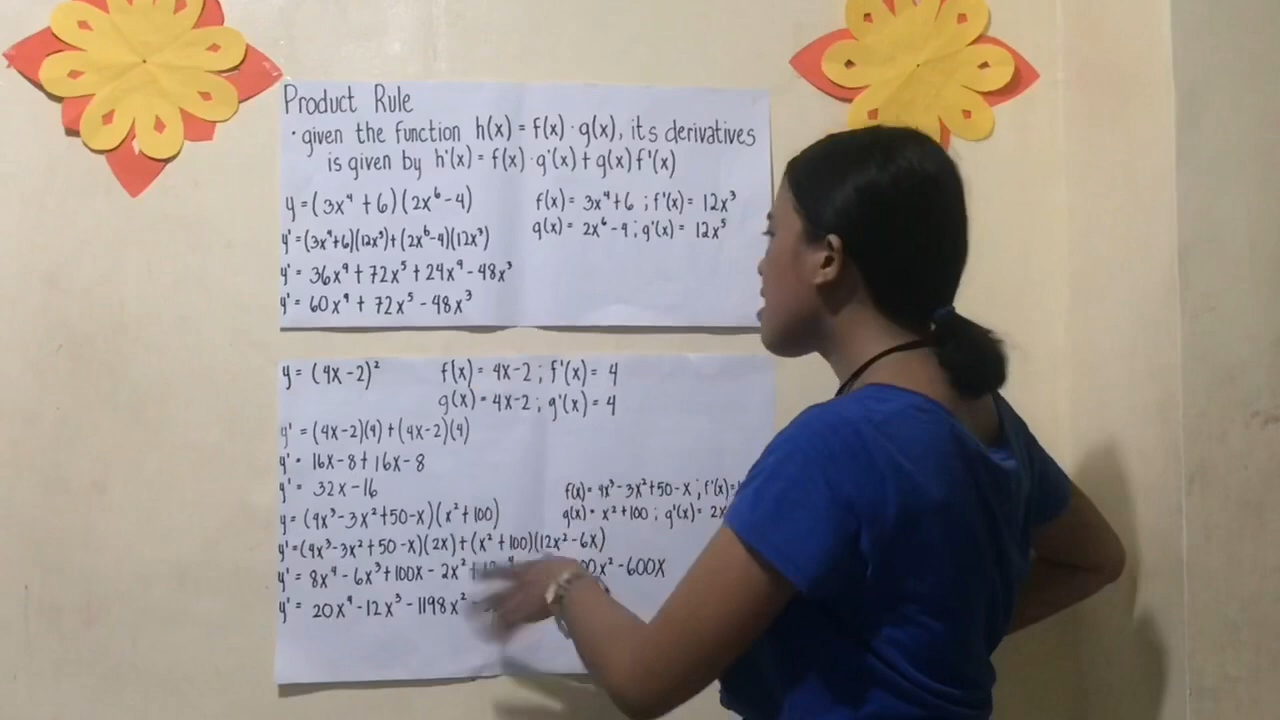 Product Rule
· given the function h(x) = f(x) · g(x), its derivatives
is given by h'(x) = f(x) · g'(x) + g(x) f'(x)
y = (3x⁴ + 6)(2x⁶ - 4)
f(x) = 3x⁴ + 6 ; f'(x) = 12x³
y' = (3x⁴+6)(12x⁵) + (2x⁶-4)(12x³)
g(x) = 2x⁶ - 4 ; g'(x) = 12x⁵
y' = 36x⁹ + 72x⁵ + 24x⁹ - 48x³
y' = 60x⁹ + 72x⁵ - 48x³
y = (4x-2)²
f(x) = 4x-2 ; f'(x) = 4
g(x) = 4x-2 ; g'(x) = 4
y' = (4x-2)(4) + (4x-2)(4)
y' = 16x-8 + 16x-8
y' = 32x-16
f(x) = 4x³ - 3x² + 50 - x ; f'(x) =
y = (4x³ - 3x² + 50 - x)(x² + 100)
g(x) = x² + 100 ; g'(x) = 2x
y' = (4x³ - 3x² + 50 - x)(2x) + (x² + 100)(12x² - 6x)
y' = 8x⁴ - 6x³ + 100x - 2x² + x² - 600x
y' = 20x⁴ - 12x³ - 1198x²